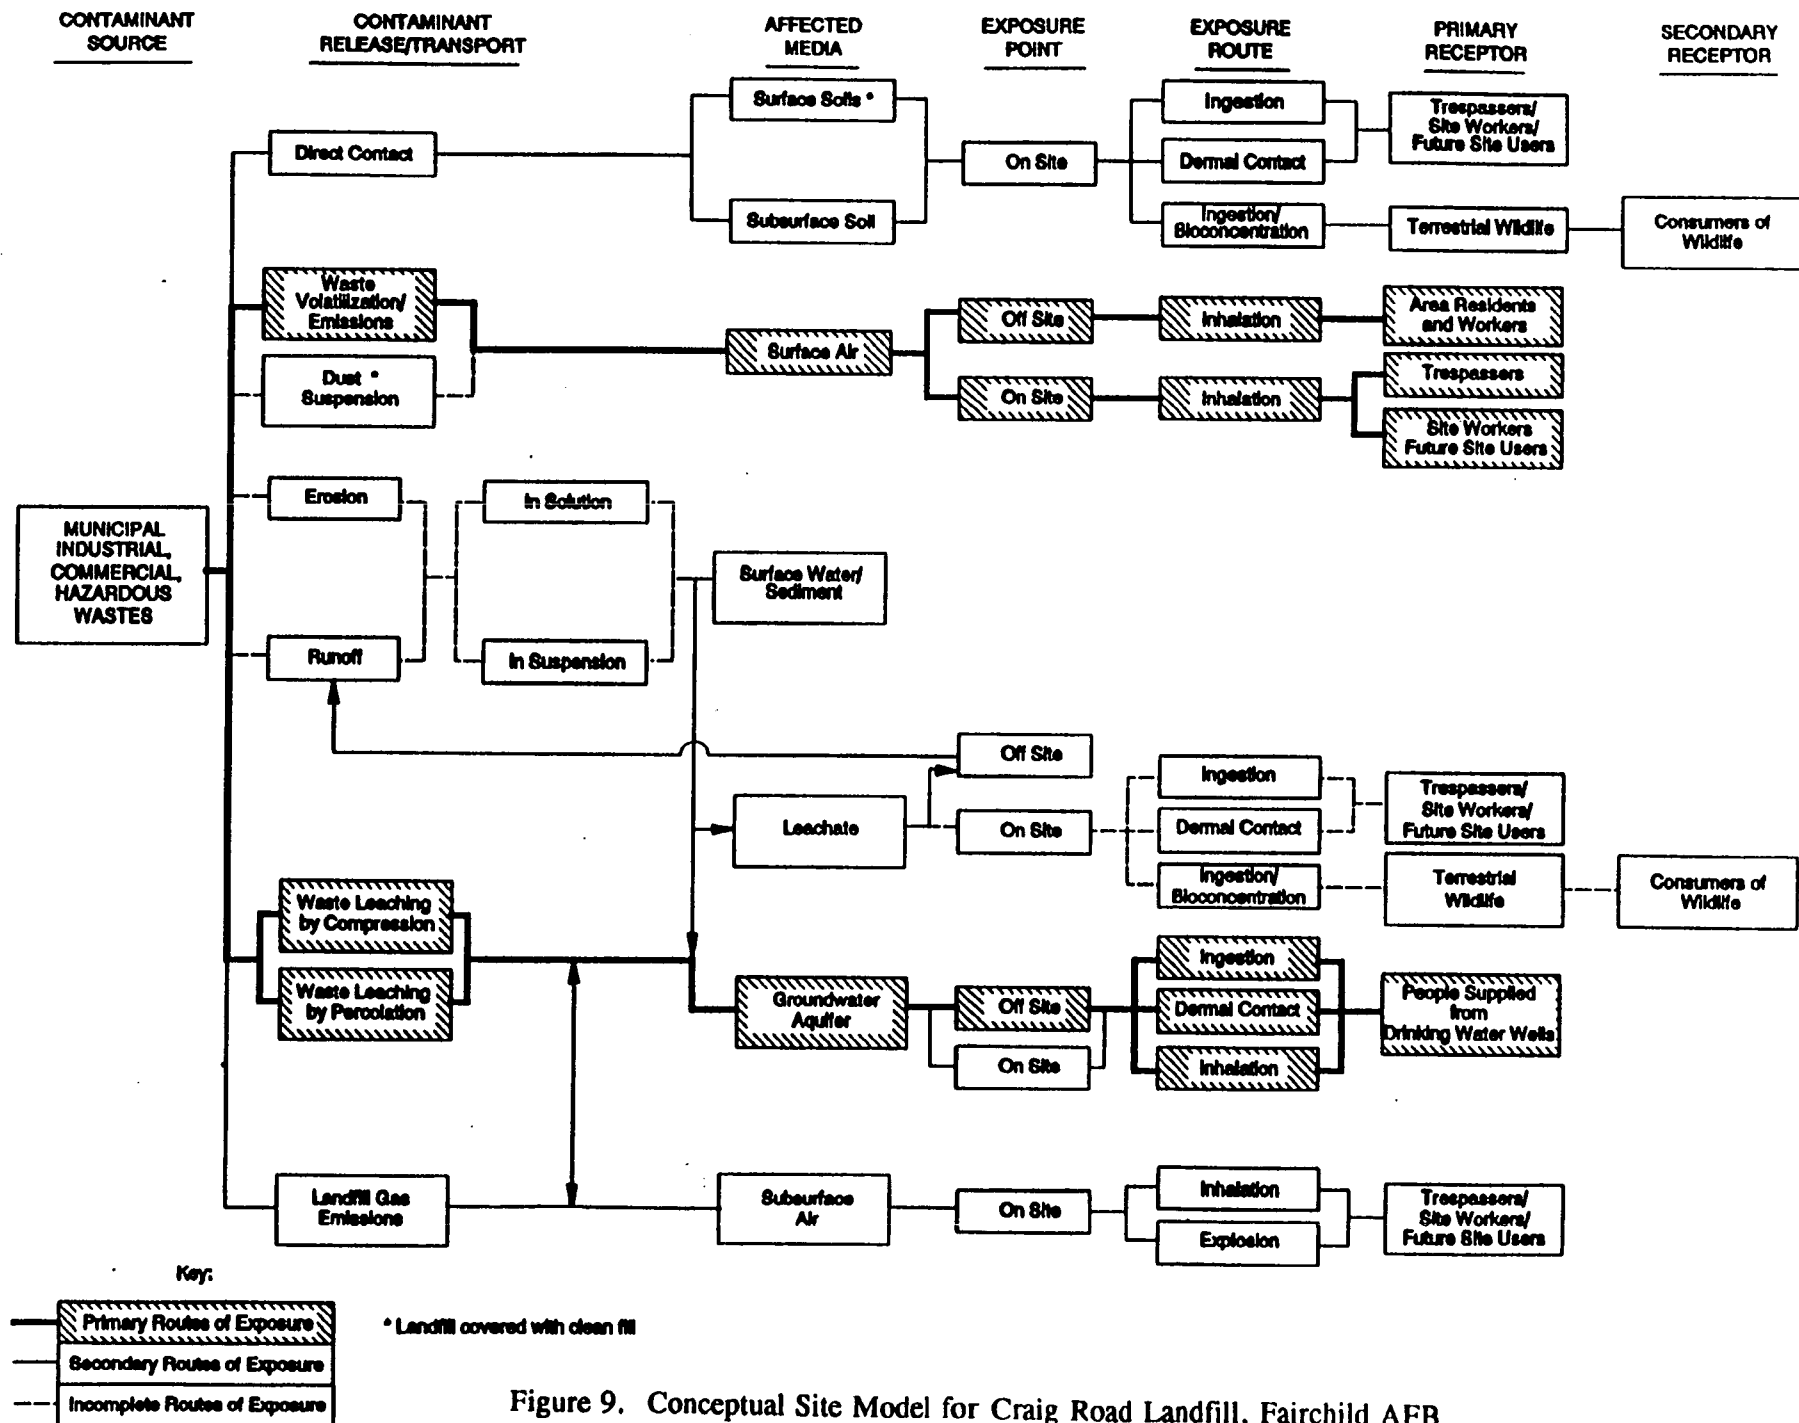 CONTAMINANT
SOURCE
CONTAMINANT
RELEASE/TRANSPORT
AFFECTED
MEDIA
EXPOSURE
POINT
EXPOSURE
ROUTE
PRIMARY
RECEPTOR
SECONDARY
RECEPTOR
Direct Contact
Surface Soils *
Subsurface Soil
On Site
Ingestion
Dermal Contact
Ingestion/
Bioconcentration
Trespassers/
Site Workers/
Future Site Users
Terrestrial Wildlife
Consumers of
Wildlife
Waste
Volatilization/
Emissions
Dust *
Suspension
Surface Air
Off Site
On Site
Inhalation
Inhalation
Area Residents
and Workers
Trespassers
Site Workers
Future Site Users
MUNICIPAL
INDUSTRIAL,
COMMERCIAL,
HAZARDOUS
WASTES
Erosion
Runoff
In Solution
In Suspension
Surface Water/
Sediment
Leachate
Off Site
On Site
Ingestion
Dermal Contact
Ingestion/
Bioconcentration
Trespassers/
Site Workers/
Future Site Users
Terrestrial
Wildlife
Consumers of
Wildlife
Waste Leaching
by Compression
Waste Leaching
by Percolation
Groundwater
Aquifer
Off Site
On Site
Ingestion
Dermal Contact
Inhalation
People Supplied
from
Drinking Water Wells
Landfill Gas
Emissions
Subsurface
Air
On Site
Inhalation
Explosion
Trespassers/
Site Workers/
Future Site Users
Key:
Primary Routes of Exposure
Secondary Routes of Exposure
Incomplete Routes of Exposure
* Landfill covered with clean fill
Figure 9. Conceptual Site Model for Craig Road Landfill, Fairchild AFB